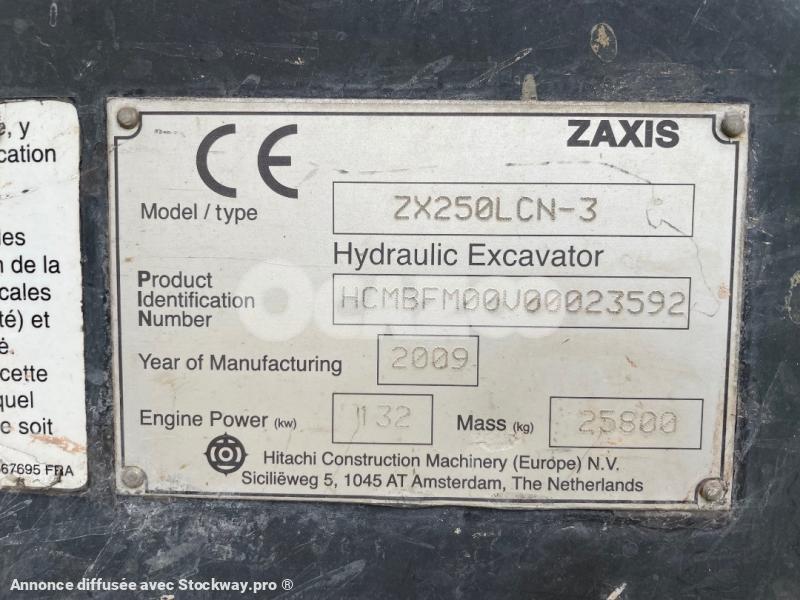 e, y
cation
les
n de la
cales
té) et
é.
cette
quel
e soit
67695 FRA
CE
ZAXIS
Model / type ZX250LCN-3
Hydraulic Excavator
Product
Identification
Number
HCMBFM00V00023592
Year of Manufacturing 2009
Engine Power (kw) 132 Mass (kg) 25800
Hitachi Construction Machinery (Europe) N.V.
Siciliëweg 5, 1045 AT Amsterdam, The Netherlands
Annonce diffusée avec Stockway.pro ®